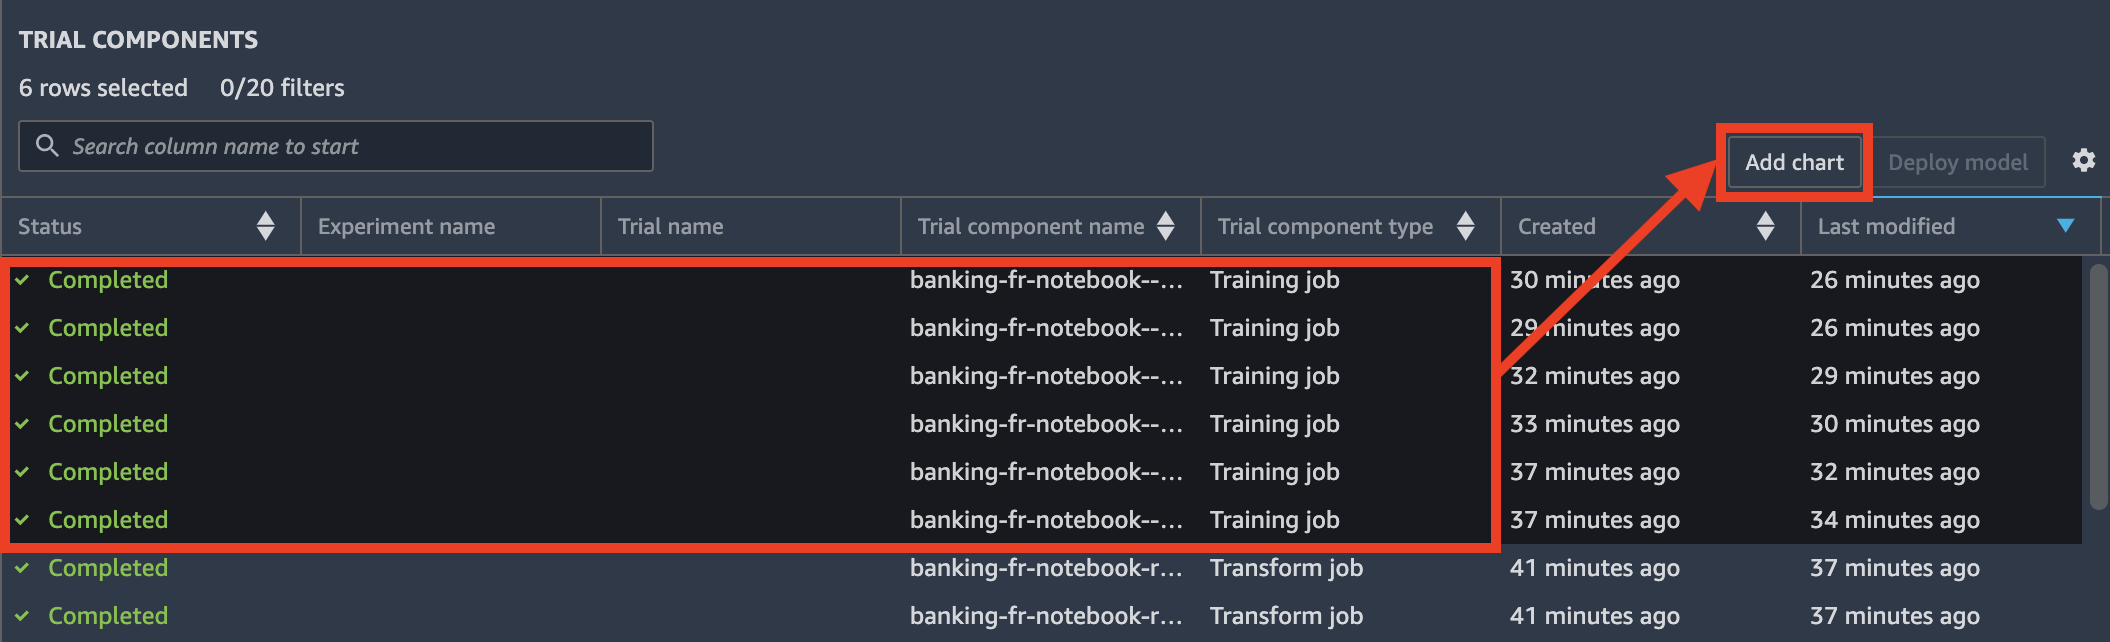 TRIAL COMPONENTS
6 rows selected 0/20 filters
Search column name to start
Add chart Deploy model
Status Experiment name Trial name Trial component name Trial component type Created Last modified
Completed banking-fr-notebook--... Training job 30 minutes ago 26 minutes ago
Completed banking-fr-notebook--... Training job 29 minutes ago 26 minutes ago
Completed banking-fr-notebook--... Training job 32 minutes ago 29 minutes ago
Completed banking-fr-notebook--... Training job 33 minutes ago 30 minutes ago
Completed banking-fr-notebook--... Training job 37 minutes ago 32 minutes ago
Completed banking-fr-notebook--... Training job 37 minutes ago 34 minutes ago
Completed banking-fr-notebook-r... Transform job 41 minutes ago 37 minutes ago
Completed banking-fr-notebook-r... Transform job 41 minutes ago 37 minutes ago